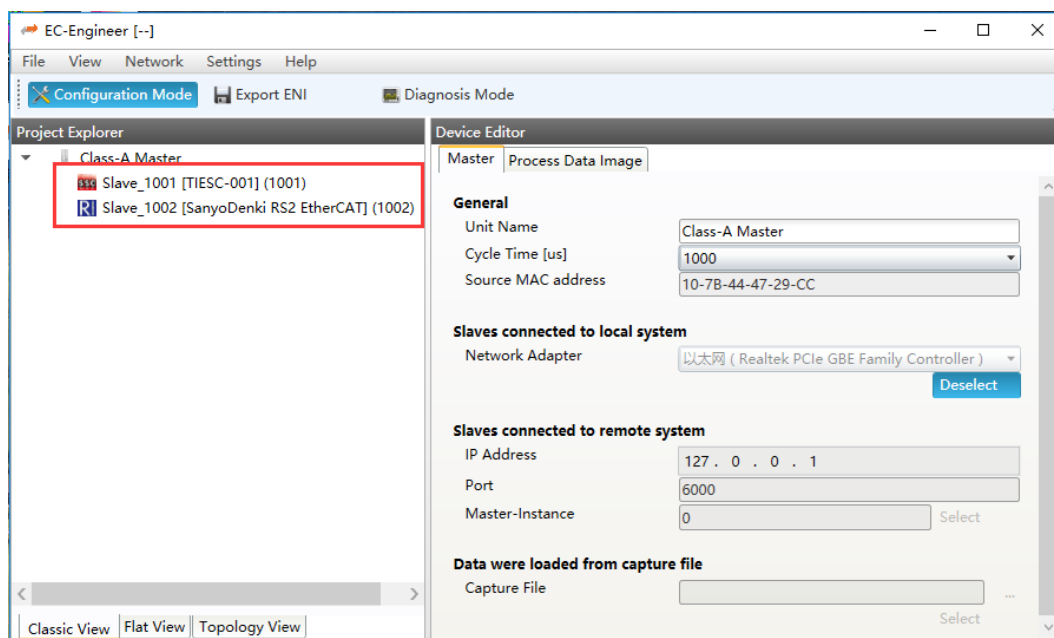 EC-Engineer [--]
File View Network Settings Help
Configuration Mode Export ENI Diagnosis Mode
Project Explorer
Class-A Master
SSC Slave_1001 [TIESC-001] (1001)
R Slave_1002 [SanyoDenki RS2 EtherCAT] (1002)
Classic View Flat View Topology View
Device Editor
Master Process Data Image
General
Unit Name Class-A Master
Cycle Time [us] 1000
Source MAC address 10-7B-44-47-29-CC
Slaves connected to local system
Network Adapter 以太网 ( Realtek PCIe GBE Family Controller )
Deselect
Slaves connected to remote system
IP Address 127 . 0 . 0 . 1
Port 6000
Master-Instance 0 Select
Data were loaded from capture file
Capture File ...
Select